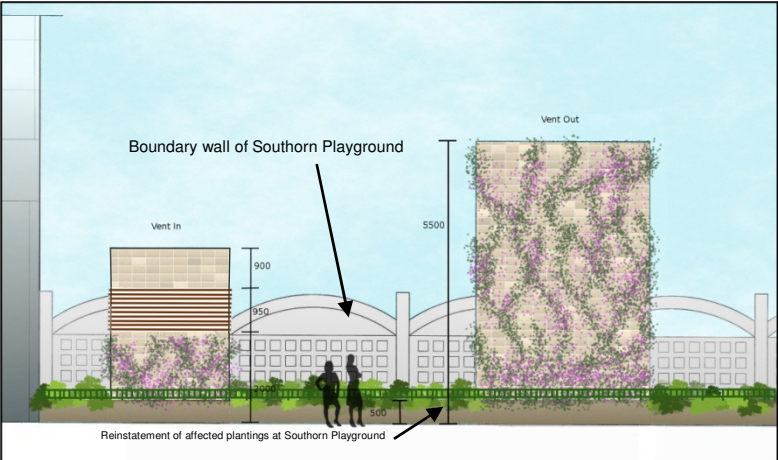 Vent Out
Boundary wall of Southorn Playground
Vent In
5500
900
950
2000
500
Reinstatement of affected plantings at Southorn Playground